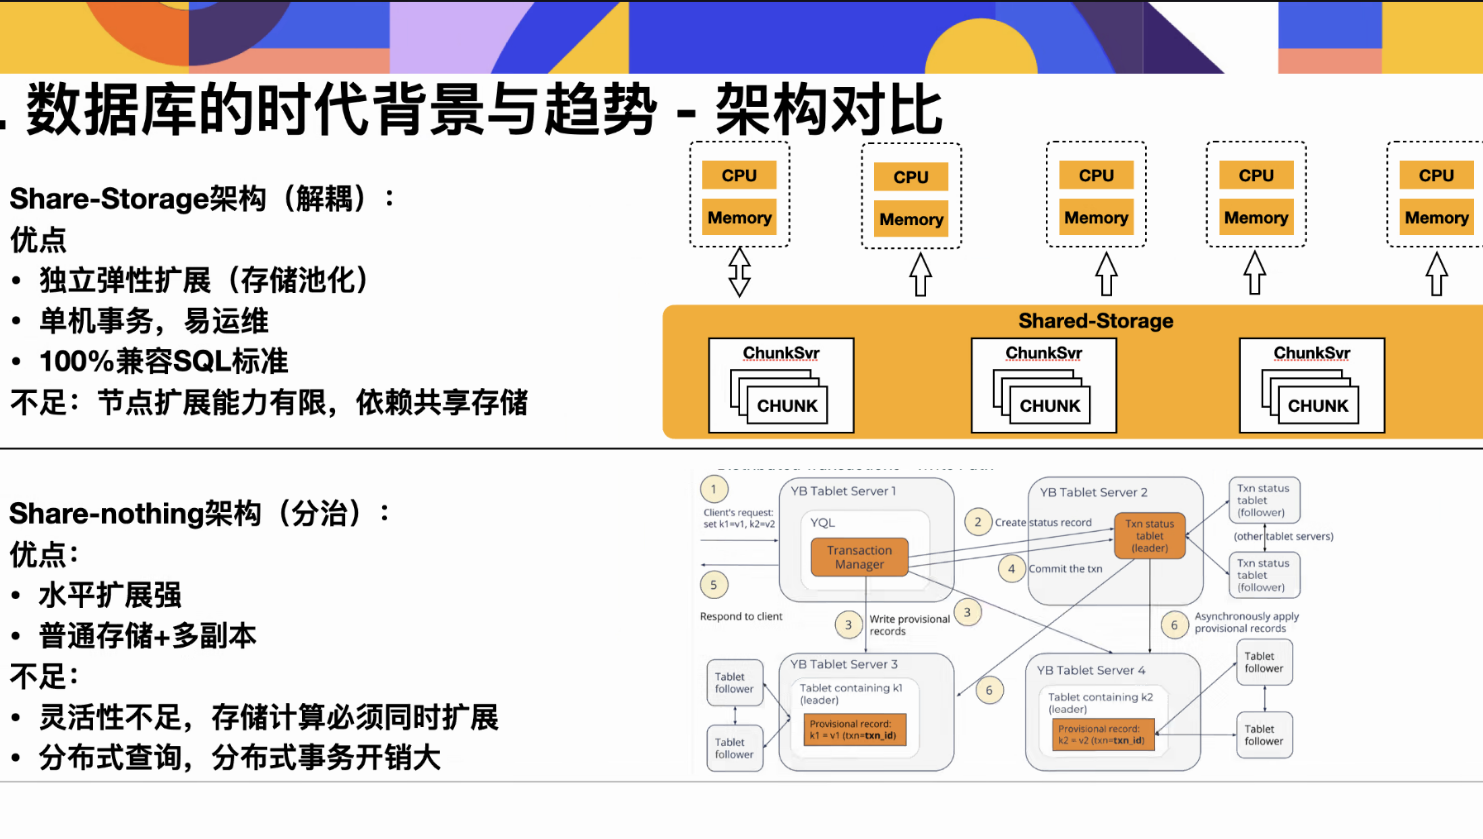 . 数据库的时代背景与趋势 - 架构对比
Share-Storage架构（解耦）：
优点
• 独立弹性扩展（存储池化）
• 单机事务，易运维
• 100%兼容SQL标准
不足：节点扩展能力有限，依赖共享存储
CPU
Memory
CPU
Memory
CPU
Memory
CPU
Memory
CPU
Memory
Shared-Storage
ChunkSvr
CHUNK
ChunkSvr
CHUNK
ChunkSvr
CHUNK
Share-nothing架构（分治）：
优点：
• 水平扩展强
• 普通存储+多副本
不足：
• 灵活性不足，存储计算必须同时扩展
• 分布式查询，分布式事务开销大
1
Client's request:
set k1=v1, k2=v2
5
Respond to client
YB Tablet Server 1
YQL
Transaction
Manager
2
Create status record
4
Commit the txn
3
Write provisional
records
3
YB Tablet Server 2
Txn status
tablet
(leader)
Txn status
tablet
(follower)
(other tablet servers)
Txn status
tablet
(follower)
6
Asynchronously apply
provisional records
6
YB Tablet Server 3
Tablet containing k1
(leader)
Provisional record:
k1 = v1 (txn=txn_id)
Tablet
follower
Tablet
follower
YB Tablet Server 4
Tablet containing k2
(leader)
Provisional record:
k2 = v2 (txn=txn_id)
Tablet
follower
Tablet
follower